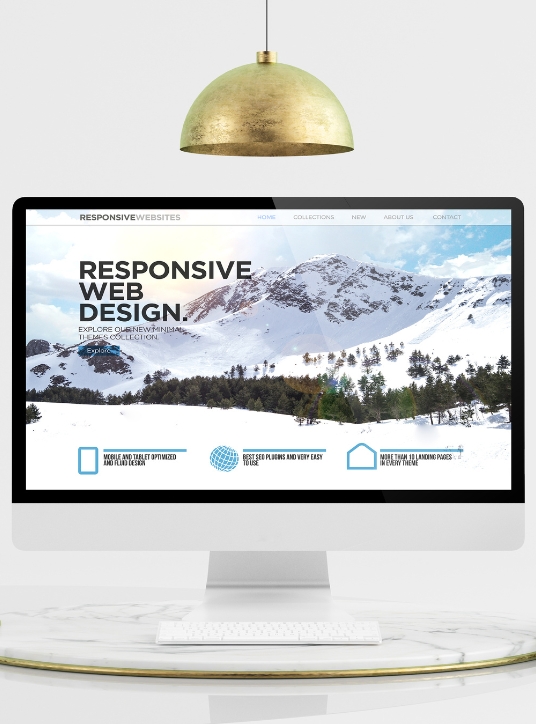 RESPONSIVEWEBSITES HOME COLLECTIONS NEW ABOUT US CONTACT
RESPONSIVE
WEB
DESIGN.
EXPLORE OUR NEW MINIMAL
THEMES COLLECTION.
Explore
MOBILE AND TABLET OPTIMIZED
AND FLUID DESIGN
BEST SEO PLUGINS AND VERY EASY
TO USE
MORE THAN 10 LANDING PAGES
IN EVERY THEME